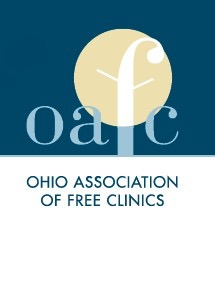 oafc
OHIO ASSOCIATION
OF FREE CLINICS